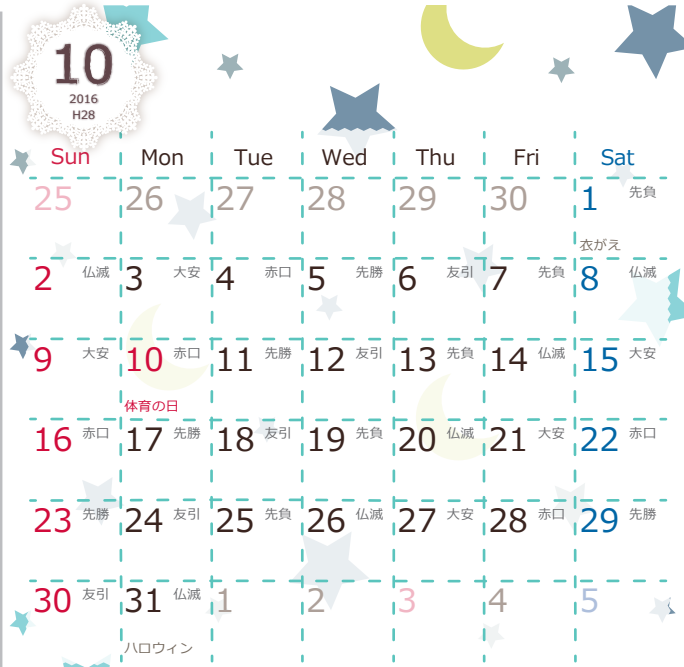 10
2016
H28
Sun Mon Tue Wed Thu Fri Sat
25 26 27 28 29 30 1 先負
衣がえ
2 仏滅 3 大安 4 赤口 5 先勝 6 友引 7 先負 8 仏滅
9 大安 10 赤口 11 先勝 12 友引 13 先負 14 仏滅 15 大安
体育の日
16 赤口 17 先勝 18 友引 19 先負 20 仏滅 21 大安 22 赤口
23 先勝 24 友引 25 先負 26 仏滅 27 大安 28 赤口 29 先勝
30 友引 31 仏滅 1 2 3 4 5
ハロウィン